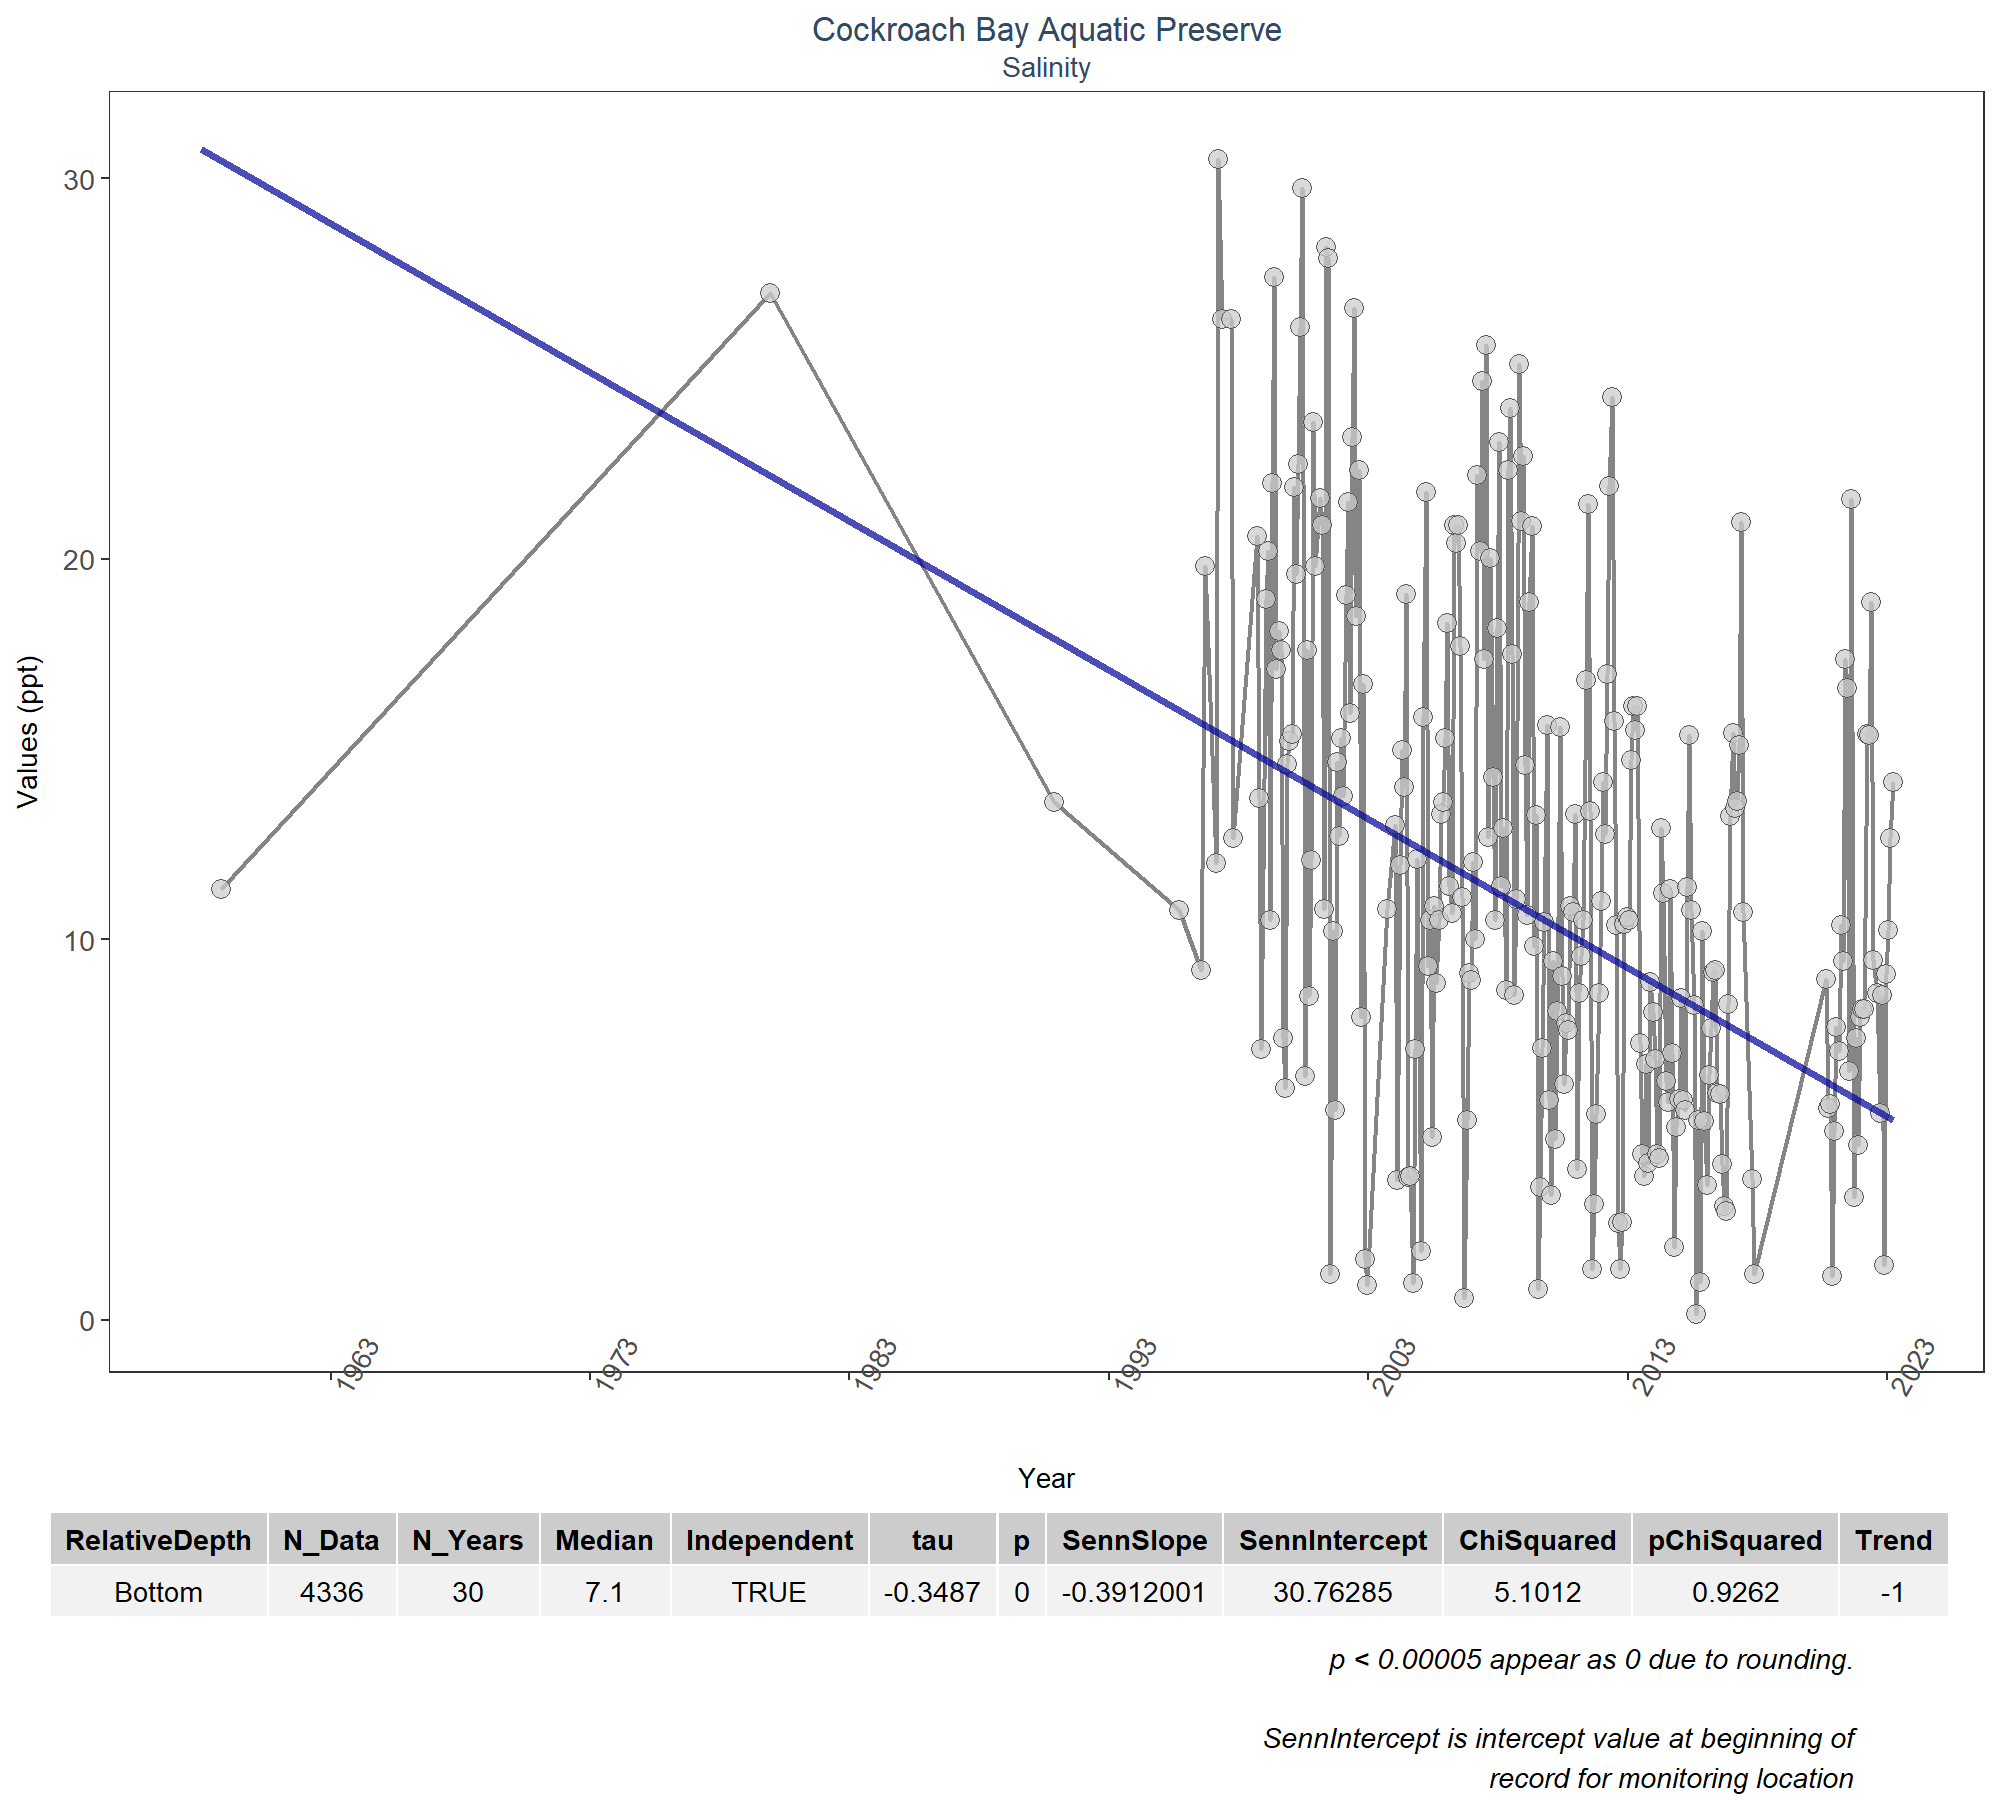 Cockroach Bay Aquatic Preserve
Salinity
Values (ppt)
30
20
10
0
1963
1973
1983
1993
2003
2013
2023
Year
RelativeDepth N_Data N_Years Median Independent tau p SennSlope SennIntercept ChiSquared pChiSquared Trend
Bottom 4336 30 7.1 TRUE -0.3487 0 -0.3912001 30.76285 5.1012 0.9262 -1
p < 0.00005 appear as 0 due to rounding.
SennIntercept is intercept value at beginning of
record for monitoring location